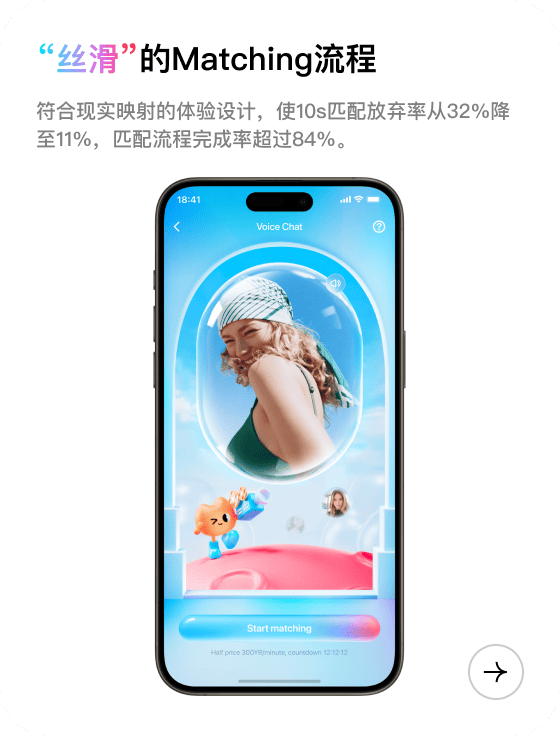 “丝滑”的Matching流程
符合现实映射的体验设计，使10s匹配放弃率从32%降
至11%，匹配流程完成率超过84%。
18:41
Voice Chat
Start matching
Half price 300YR/minute, countdown 12:12:12